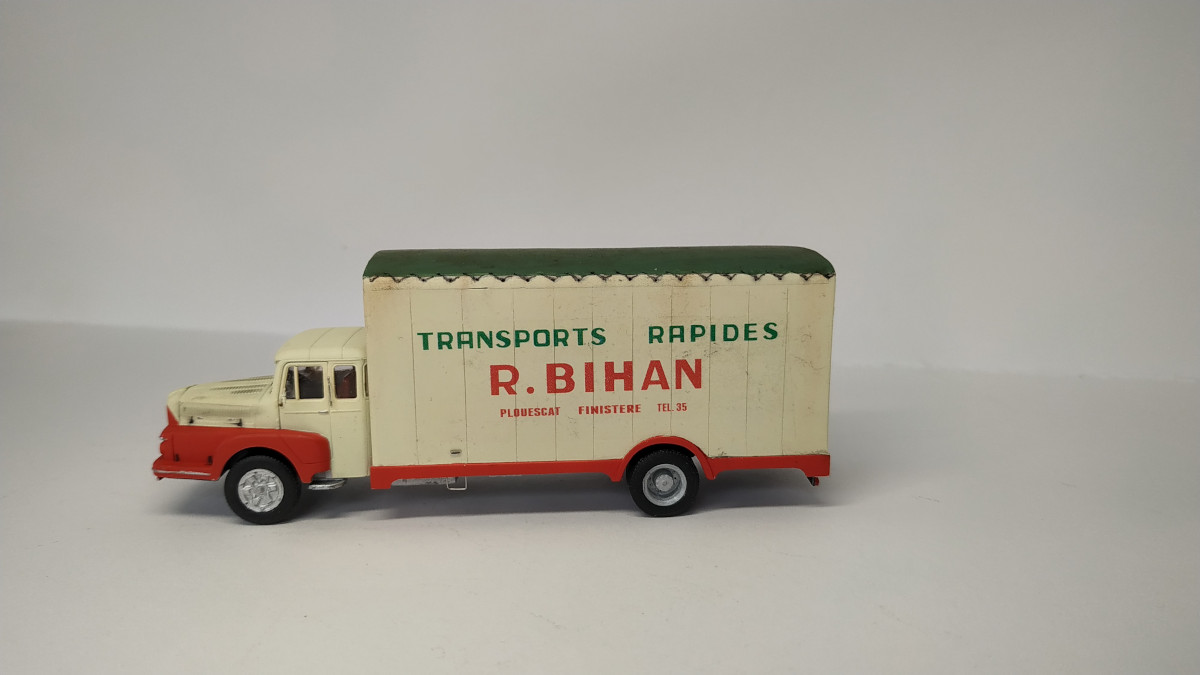 TRANSPORTS RAPIDES
R. BIHAN
PLOUESCAT FINISTERE TEL. 35